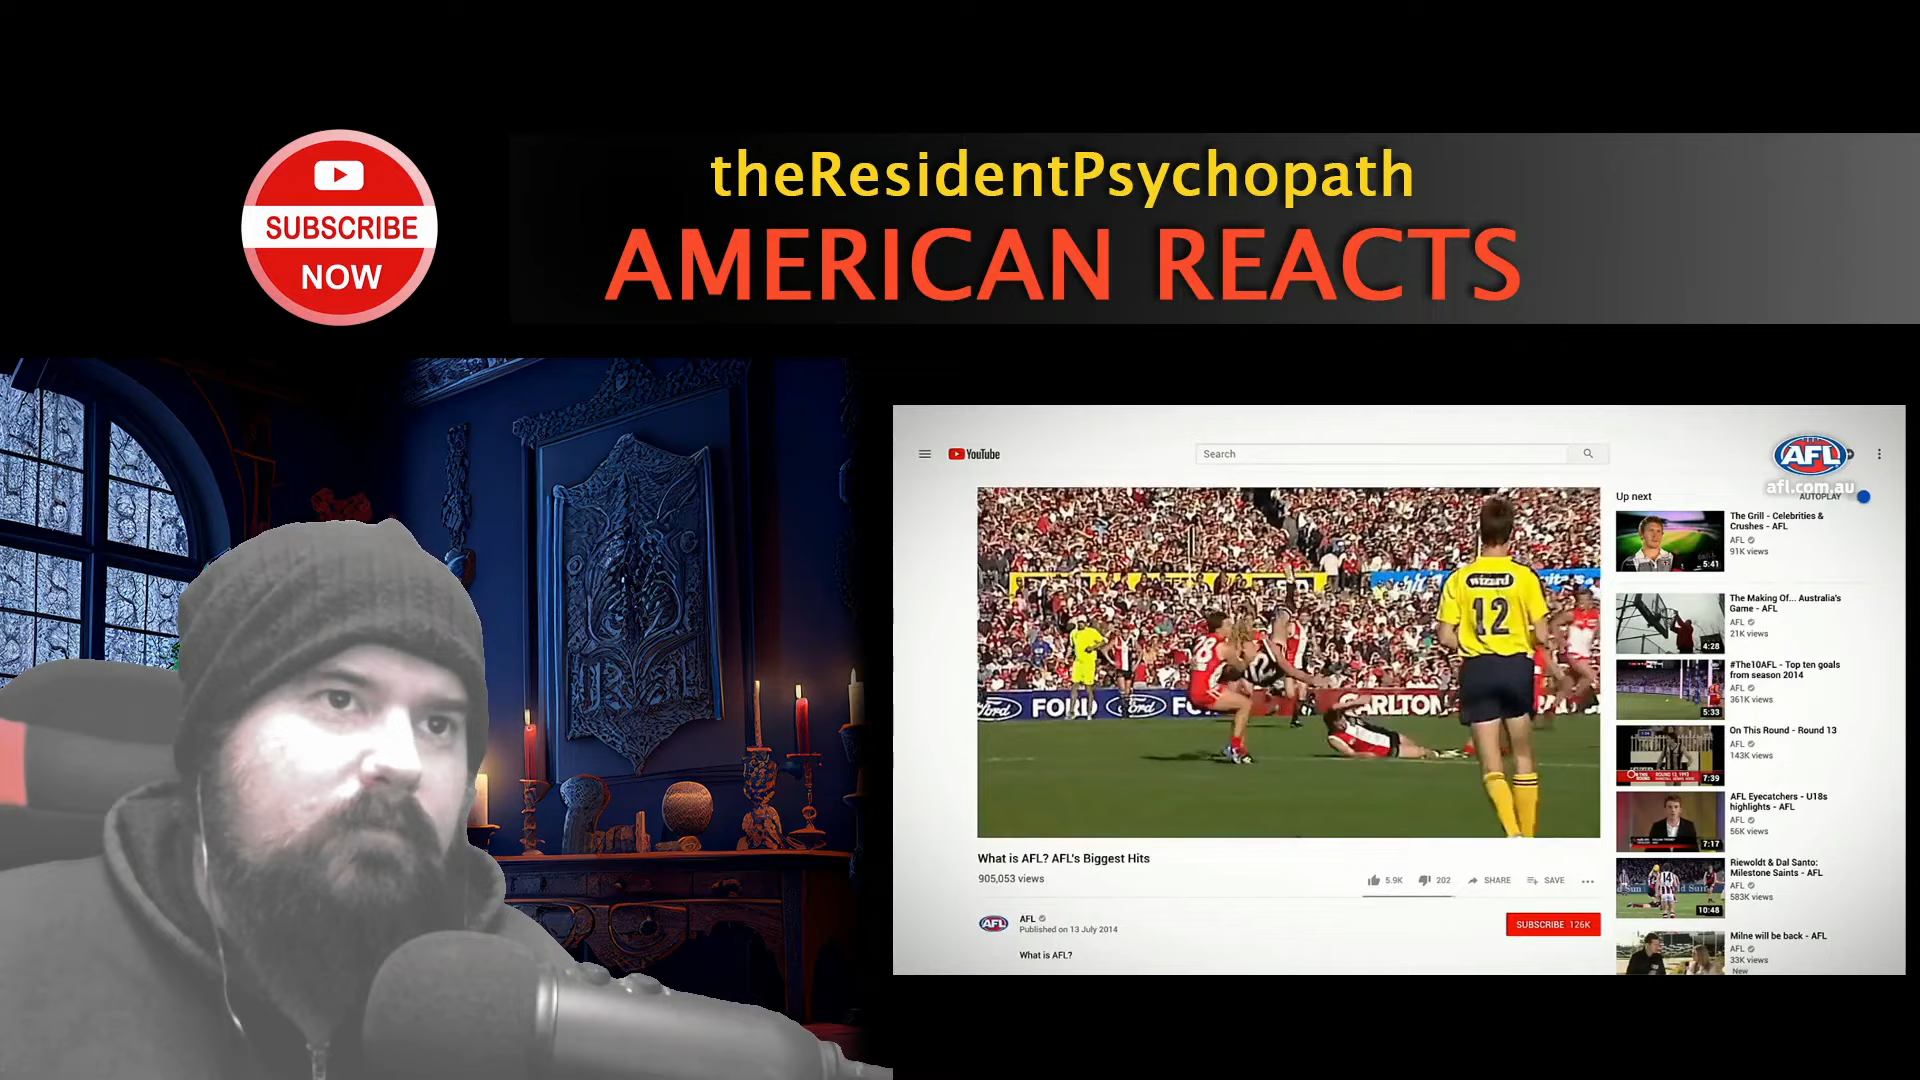 theResidentPsychopath
AMERICAN REACTS
SUBSCRIBE
NOW
YouTube
Search
AFL
afl.com.au
Up next
AUTOPLAY
The Grill - Celebrities &
Crushes - AFL
AFL
91K views
5:41
The Making Of... Australia's
Game - AFL
AFL
21K views
4:28
#The10AFL - Top ten goals
from season 2014
AFL
361K views
5:33
On This Round - Round 13
AFL
143K views
7:39
AFL Eyecatchers - U18s
highlights - AFL
AFL
56K views
7:17
Riewoldt & Dal Santo:
Milestone Saints - AFL
AFL
583K views
10:48
Milne will be back - AFL
AFL
33K views
New
wizard
12
28
Ford FORD Ford
CARLTON
What is AFL? AFL's Biggest Hits
905,053 views
5.9K 202 SHARE SAVE
AFL
AFL
Published on 13 July 2014
SUBSCRIBE 126K
What is AFL?